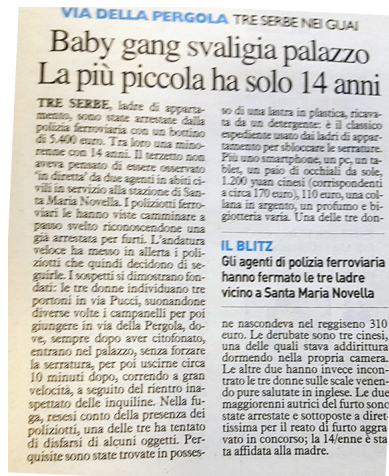 VIA DELLA PERGOLA TRE SERBE NEI GUAI
Baby gang svaligia palazzo
La più piccola ha solo 14 anni
TRE SERBE, ladre di apparta-
mento, sono state arrestate dalla
polizia ferroviaria con un bottino
di 5.400 euro. Tra loro una mino-
renne con 14 anni. Il terzetto non
aveva pensato di essere osservato
“in diretta” da due agenti in abiti ci-
vili in servizio alla stazione di San-
ta Maria Novella. I poliziotti ferro-
viari le hanno viste camminare a
passo svelto riconoscendone una
già arrestata per furti. L'andatura
veloce ha messo in allerta i poli-
ziotti che quindi decidono di se-
guirle. I sospetti si dimostrano fon-
dati: le tre donne individuano tre
portoni in via Pucci, suonandone
diverse volte i campanelli per poi
giungere in via della Pergola, do-
ve, sempre dopo aver citofonato,
entrano nel palazzo, senza forzare
la serratura, per poi uscirne circa
10 minuti dopo, correndo a gran
velocità, a seguito del rientro ina-
spettato delle inquiline. Nella fu-
ga, resesi conto della presenza dei
poliziotti, una delle tre ha tentato
di disfarsi di alcuni oggetti. Per-
quisite sono state trovate in posses-
so di una lastra in plastica, ricava-
ta da un detergente: è il classico
espediente usato dai ladri di appar-
tamento per sbloccare le serrature.
Più uno smartphone, un pc, un ta-
blet, un paio di occhiali da sole,
1.200 yuan cinesi (corrispondenti
a circa 170 euro), 110 euro, una col-
lana in argento, un profumo e bi-
giotteria varia. Una delle tre don-
IL BLITZ
Gli agenti di polizia ferroviaria
hanno fermato le tre ladre
vicino a Santa Maria Novella
ne nascondeva nel reggiseno 310
euro. Le derubate sono tre cinesi,
una delle quali stava addirittura
dormendo nella propria camera.
Le altre due hanno invece incon-
trato le tre donne sulle scale venen-
do pure salutate in inglese. Le due
maggiorenni autrici del furto sono
state arrestate e sottoposte a diret-
tissima per il reato di furto aggra
vato in concorso; la 14/enne è sta
ta affidata alla madre.